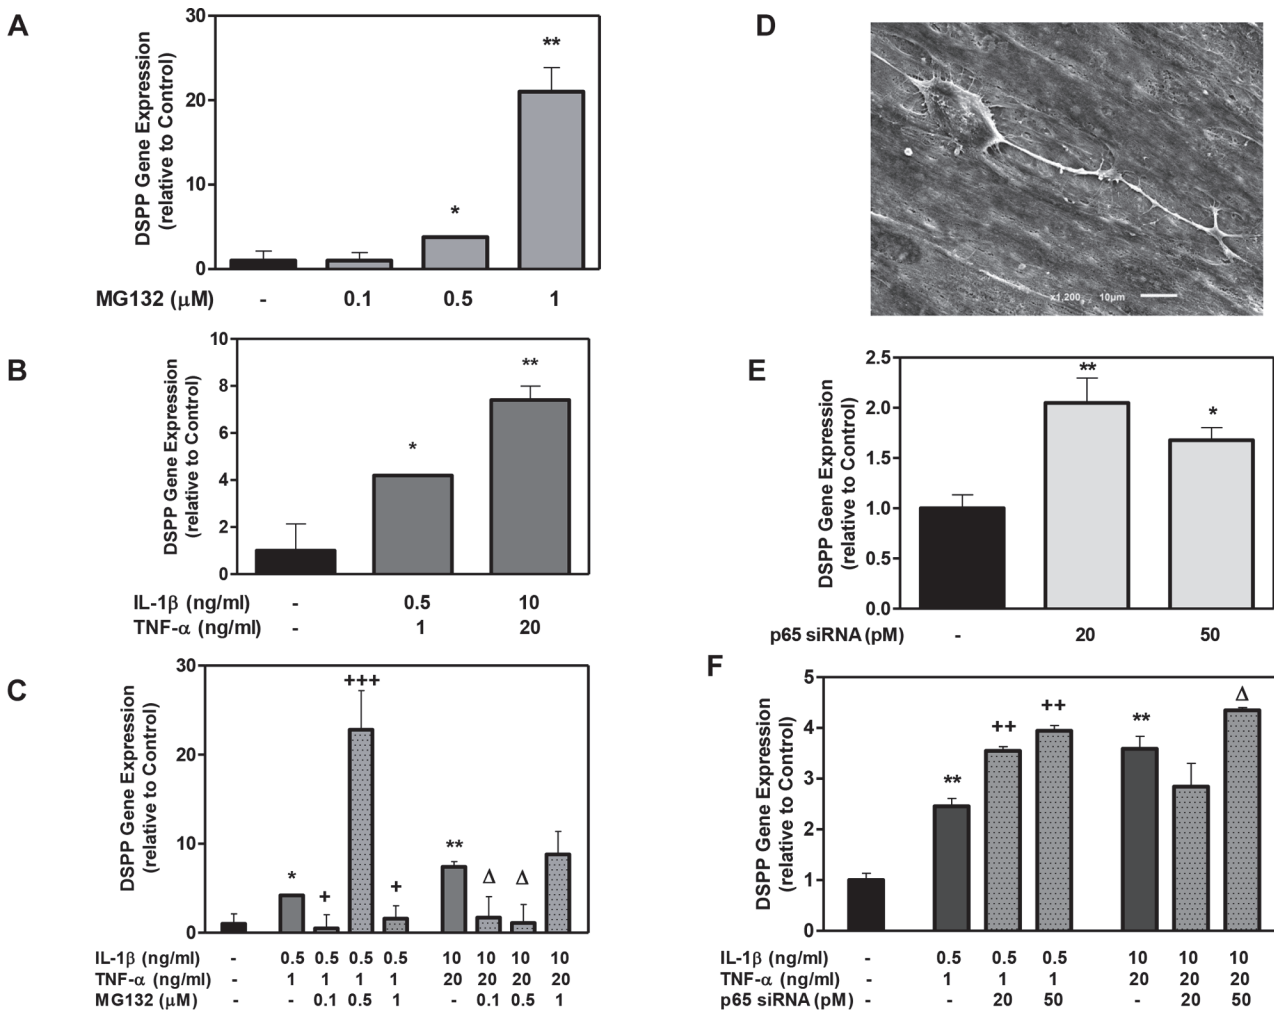 A
DSPP Gene Expression
(relative to Control)
30
20
10
0
*
**
MG132 (μM) - 0.1 0.5 1
B
DSPP Gene Expression
(relative to Control)
10
8
6
4
2
0
*
**
IL-1β (ng/ml) - 0.5 10
TNF-α (ng/ml) - 1 20
C
DSPP Gene Expression
(relative to Control)
30
20
10
0
* + +++ + ** Δ Δ
IL-1β (ng/ml) - 0.5 0.5 0.5 0.5 10 10 10 10
TNF-α (ng/ml) - 1 1 1 1 20 20 20 20
MG132 (μM) - - 0.1 0.5 1 - 0.1 0.5 1
D
x1,200 10μm
E
DSPP Gene Expression
(relative to Control)
2.5
2.0
1.5
1.0
0.5
0.0
**
*
p65 siRNA (pM) - 20 50
F
DSPP Gene Expression
(relative to Control)
5
4
3
2
1
0
** ++ ++ ** Δ
IL-1β (ng/ml) - 0.5 0.5 0.5 10 10 10
TNF-α (ng/ml) - 1 1 1 20 20 20
p65 siRNA (pM) - - 20 50 - 20 50